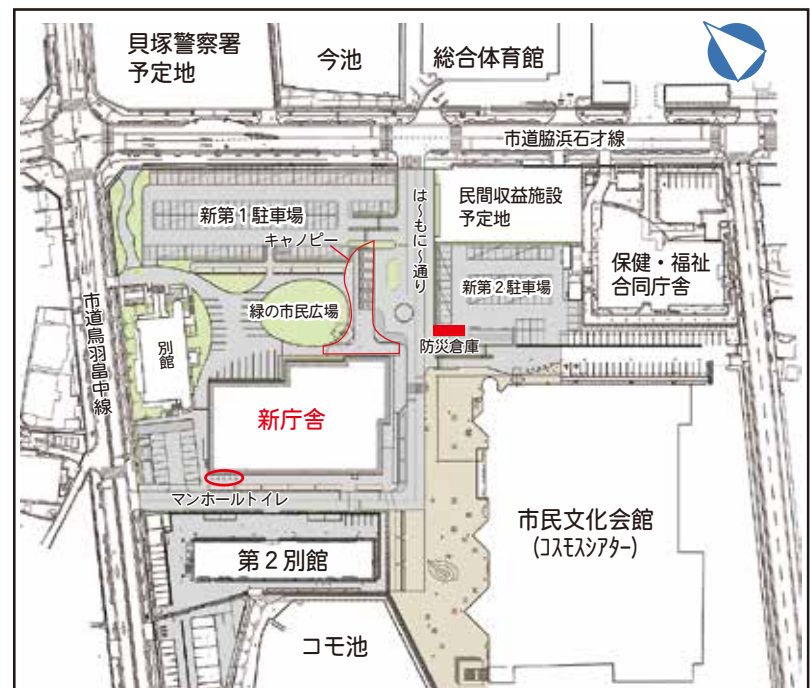 貝塚警察署
予定地
今池
総合体育館
市道脇浜石才線
新第1駐車場
キャノピー
は～もに～通り
民間収益施設
予定地
保健・福祉
合同庁舎
新第2駐車場
緑の市民広場
防災倉庫
別館
市道鳥羽畠中線
新庁舎
マンホールトイレ
市民文化会館
(コスモスシアター)
第2別館
コモ池